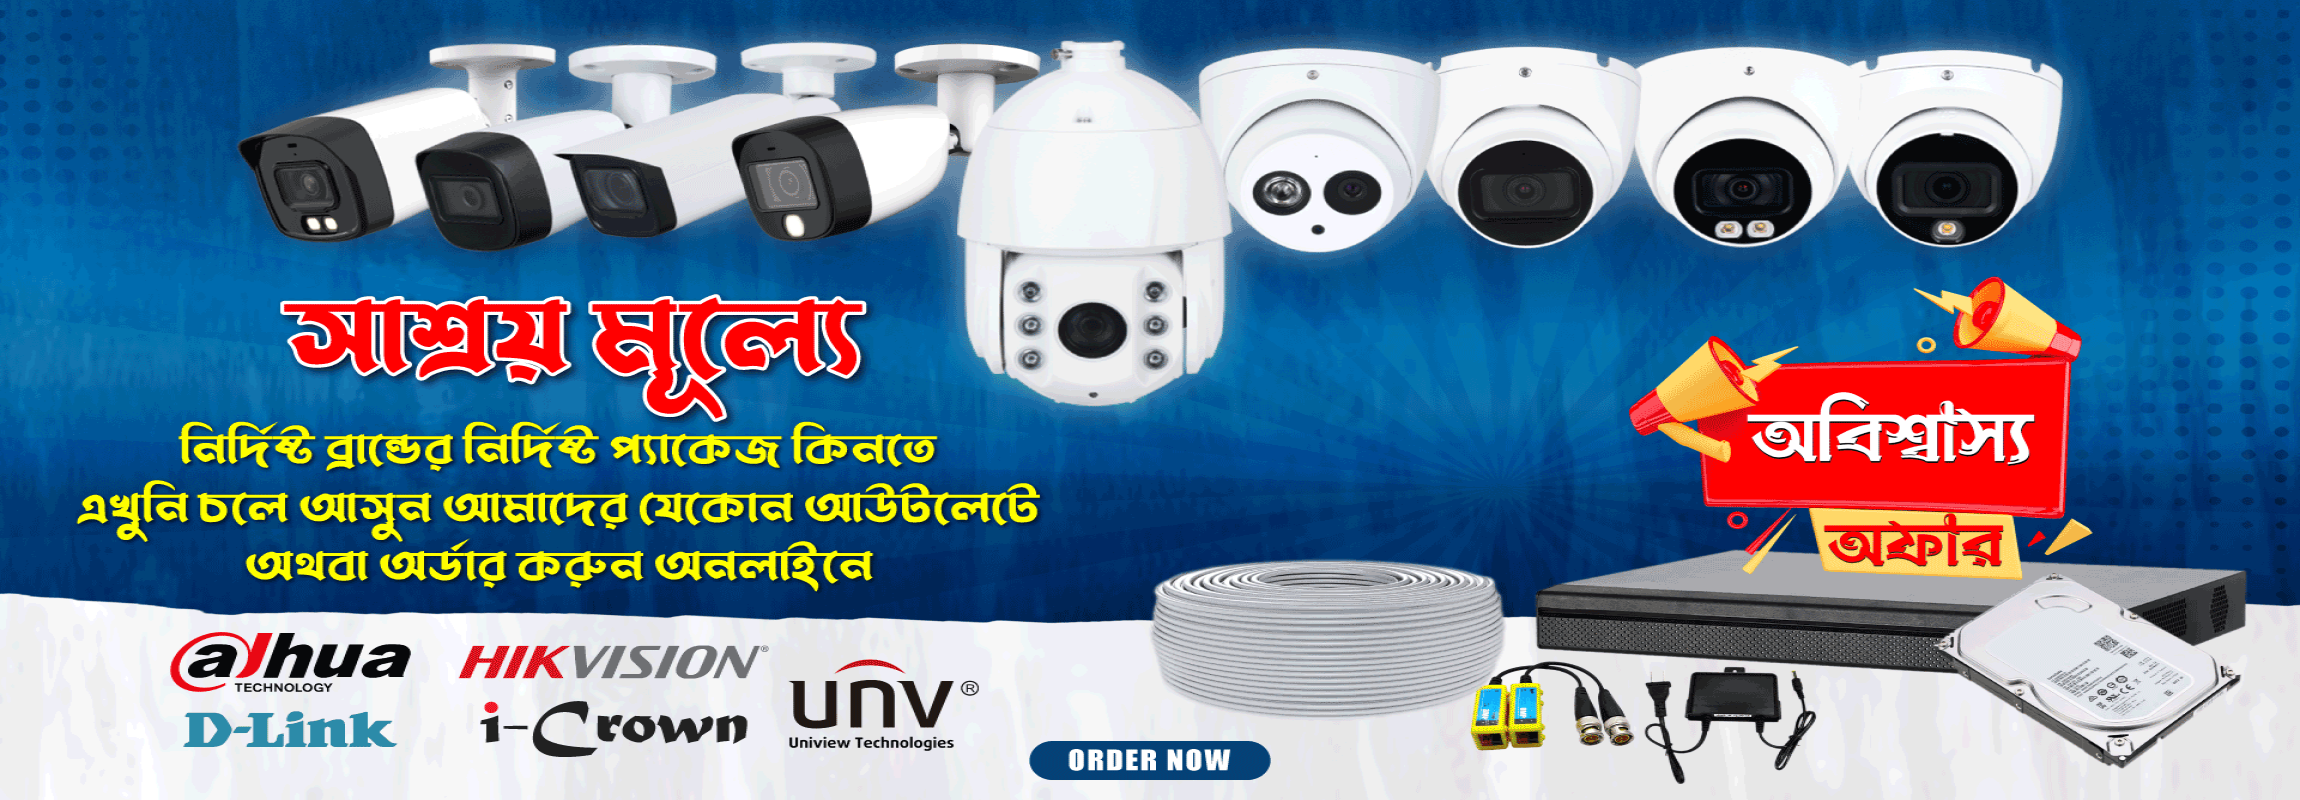 সাশ্রয় মূল্যে
নির্দিষ্ট ব্রান্ডের নির্দিষ্ট প্যাকেজ কিনতে
এখুনি চলে আসুন আমাদের যেকোন আউটলেটে
অথবা অর্ডার করুন অনলাইনে
অবিশ্বাস্য
অফার
alhua
TECHNOLOGY
HIKVISION®
D-Link
i-Crown
unv®
Uniview Technologies
ORDER NOW